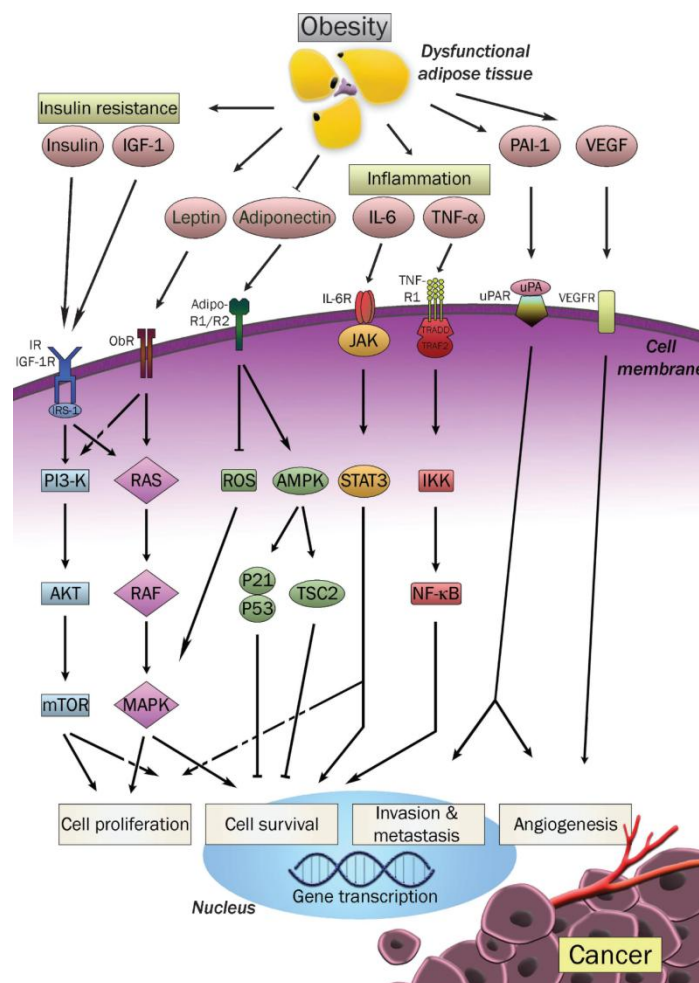 Obesity
Dysfunctional
adipose tissue
Insulin resistance
Insulin
IGF-1
PAI-1
VEGF
Inflammation
Leptin
Adiponectin
IL-6
TNF-α
Adipo-
R1/R2
IL-6R
TNF-
R1
uPAR
uPA
VEGFR
TRADD
TRAF2
IR
IGF-1R
ObR
JAK
Cell
membrane
IRS-1
PI3-K
RAS
ROS
AMPK
STAT3
IKK
AKT
RAF
P21
P53
TSC2
NF-κB
mTOR
MAPK
Cell proliferation
Cell survival
Invasion &
metastasis
Angiogenesis
Nucleus
Gene transcription
Cancer